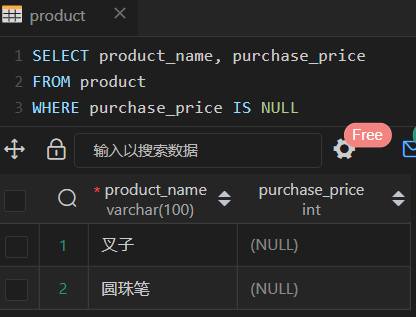 product
1 SELECT product_name, purchase_price
2 FROM product
3 WHERE purchase_price IS NULL
输入以搜索数据
Free
* product_name purchase_price
varchar(100) int
1 叉子 (NULL)
2 圆珠笔 (NULL)